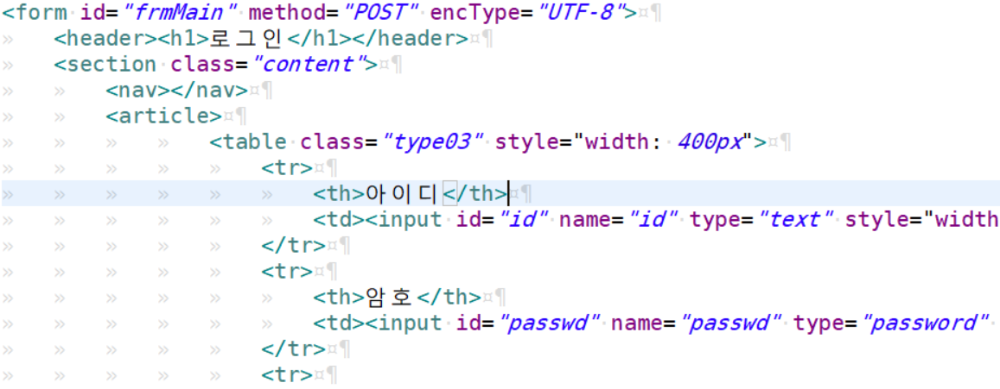 <form id="frmMain" method="POST" encType="UTF-8">¤¶
» <header><h1>로그인</h1></header>¤¶
» <section class="content">¤¶
» » <nav></nav>¤¶
» » <article>¤¶
» » » » <table class="type03" style="width: 400px">¤¶
» » » » » <tr>¤¶
» » » » » » <th>아이디</th>¤¶
» » » » » » <td><input id="id" name="id" type="text" style="width
» » » » » </tr>¤¶
» » » » » <tr>¤¶
» » » » » » <th>암호</th>¤¶
» » » » » » <td><input id="passwd" name="passwd" type="password"
» » » » » </tr>¤¶
» » » » » <tr>¤¶